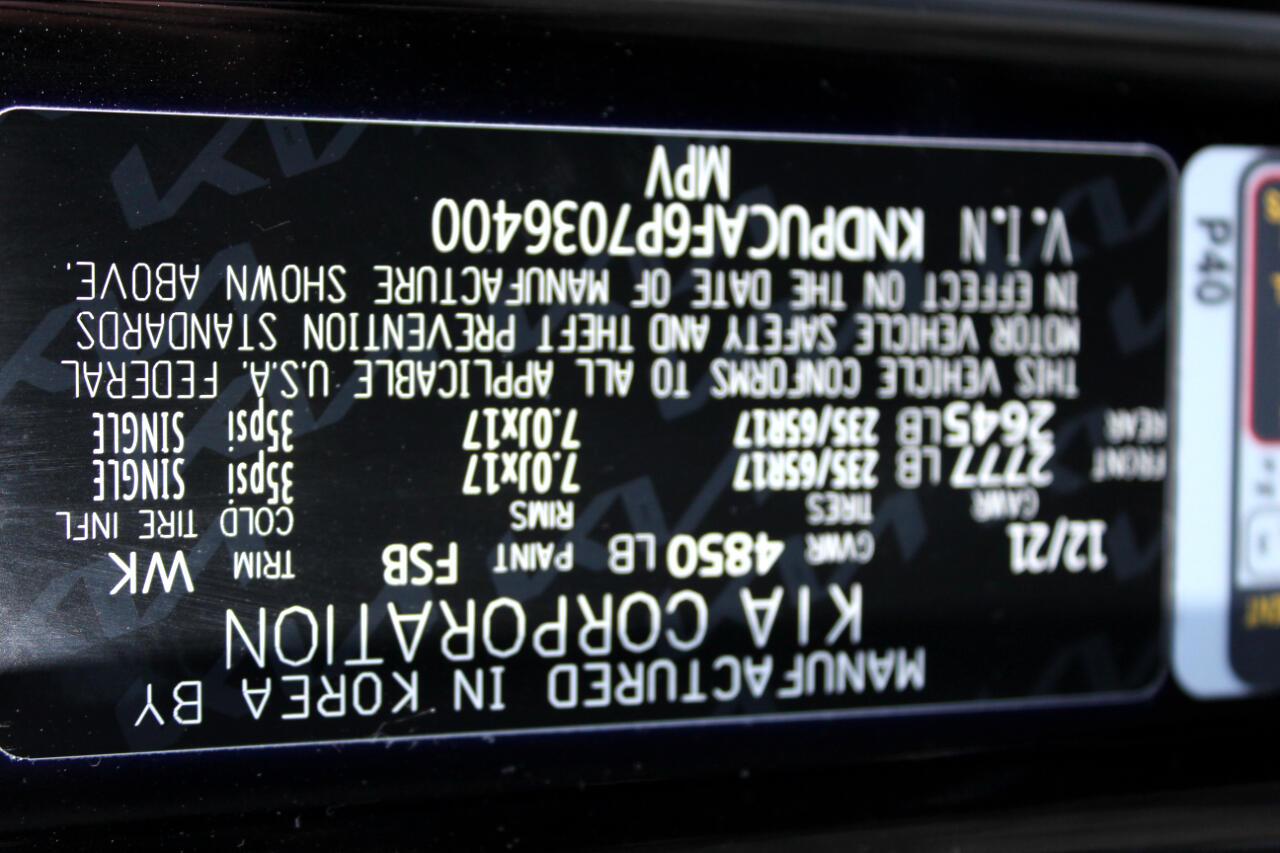 MANUFACTURED IN KOREA BY
KIA CORPORATION
12/21 GVWR 4850 LB PAINT FSB TRIM WK
GAWR TIRES RIMS COLD TIRE INFL
FRONT 2777 LB 235/65R17 7.0Jx17 35psi SINGLE
REAR 2645 LB 235/65R17 7.0Jx17 35psi SINGLE
THIS VEHICLE CONFORMS TO ALL APPLICABLE U.S.A. FEDERAL
MOTOR VEHICLE SAFETY AND THEFT PREVENTION STANDARDS
IN EFFECT ON THE DATE OF MANUFACTURE SHOWN ABOVE.
V.I.N KNDPUCAF6P7036400
MPV
P40